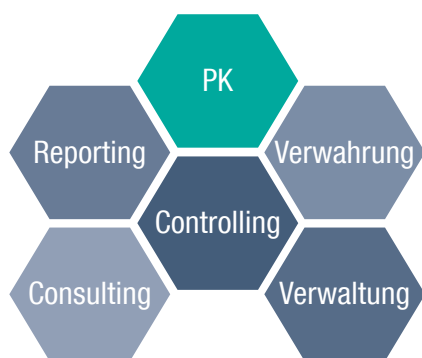 PK
Reporting
Verwahrung
Controlling
Consulting
Verwaltung